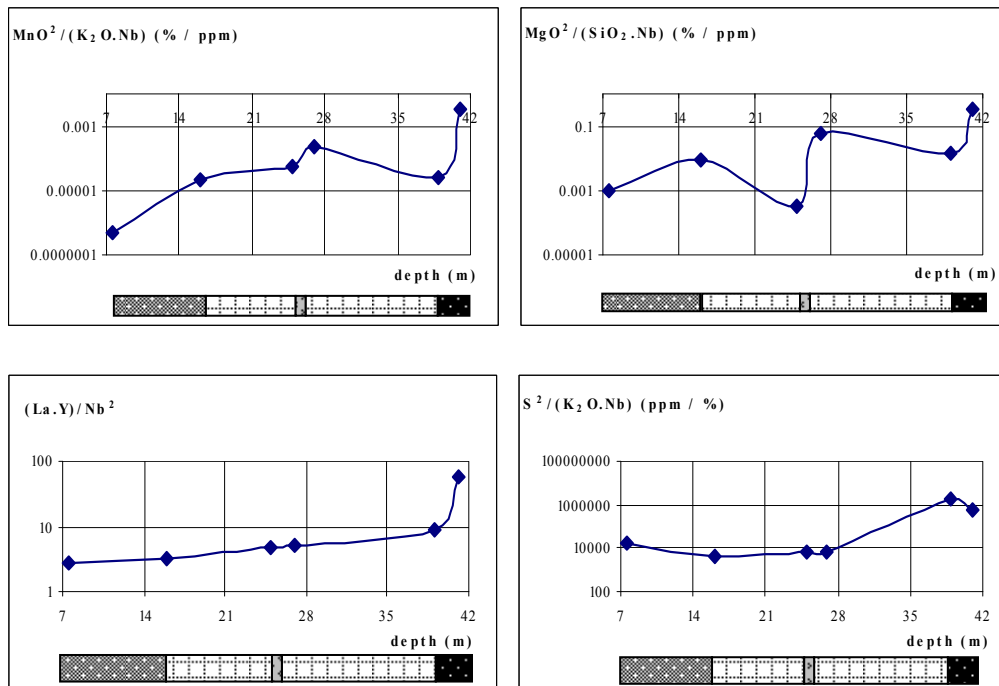 MnO²/(K₂O.Nb) (% / ppm)
7 14 21 28 35 42
0.001
0.00001
0.0000001
depth (m)
MgO²/(SiO₂.Nb) (% / ppm)
7 14 21 28 35 42
0.1
0.001
0.00001
depth (m)
(La.Y)/Nb²
100
10
1
7 14 21 28 35 42
depth (m)
S²/(K₂O.Nb) (ppm / %)
100000000
1000000
10000
100
7 14 21 28 35 42
depth (m)